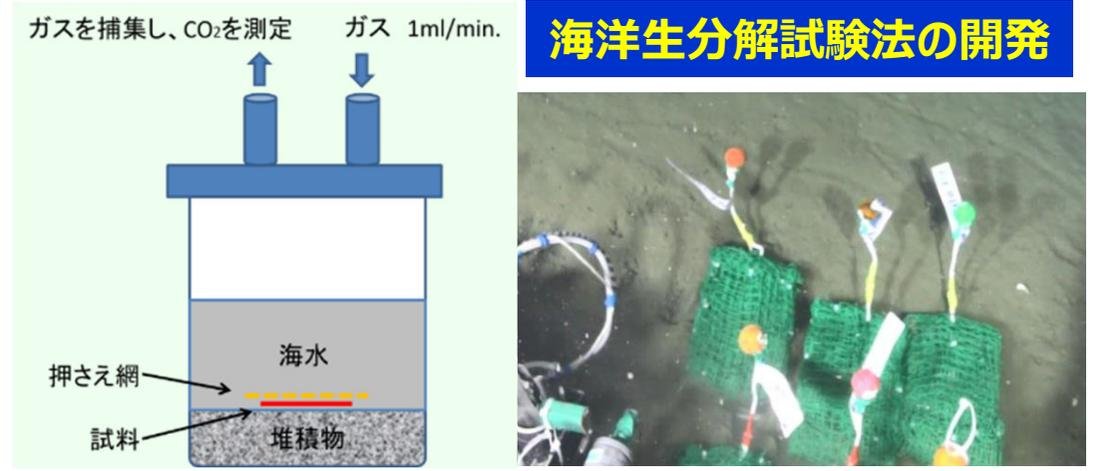 ガスを捕集し、CO₂を測定
ガス 1ml/min.
海洋生分解試験法の開発
海水
押さえ網
試料
堆積物